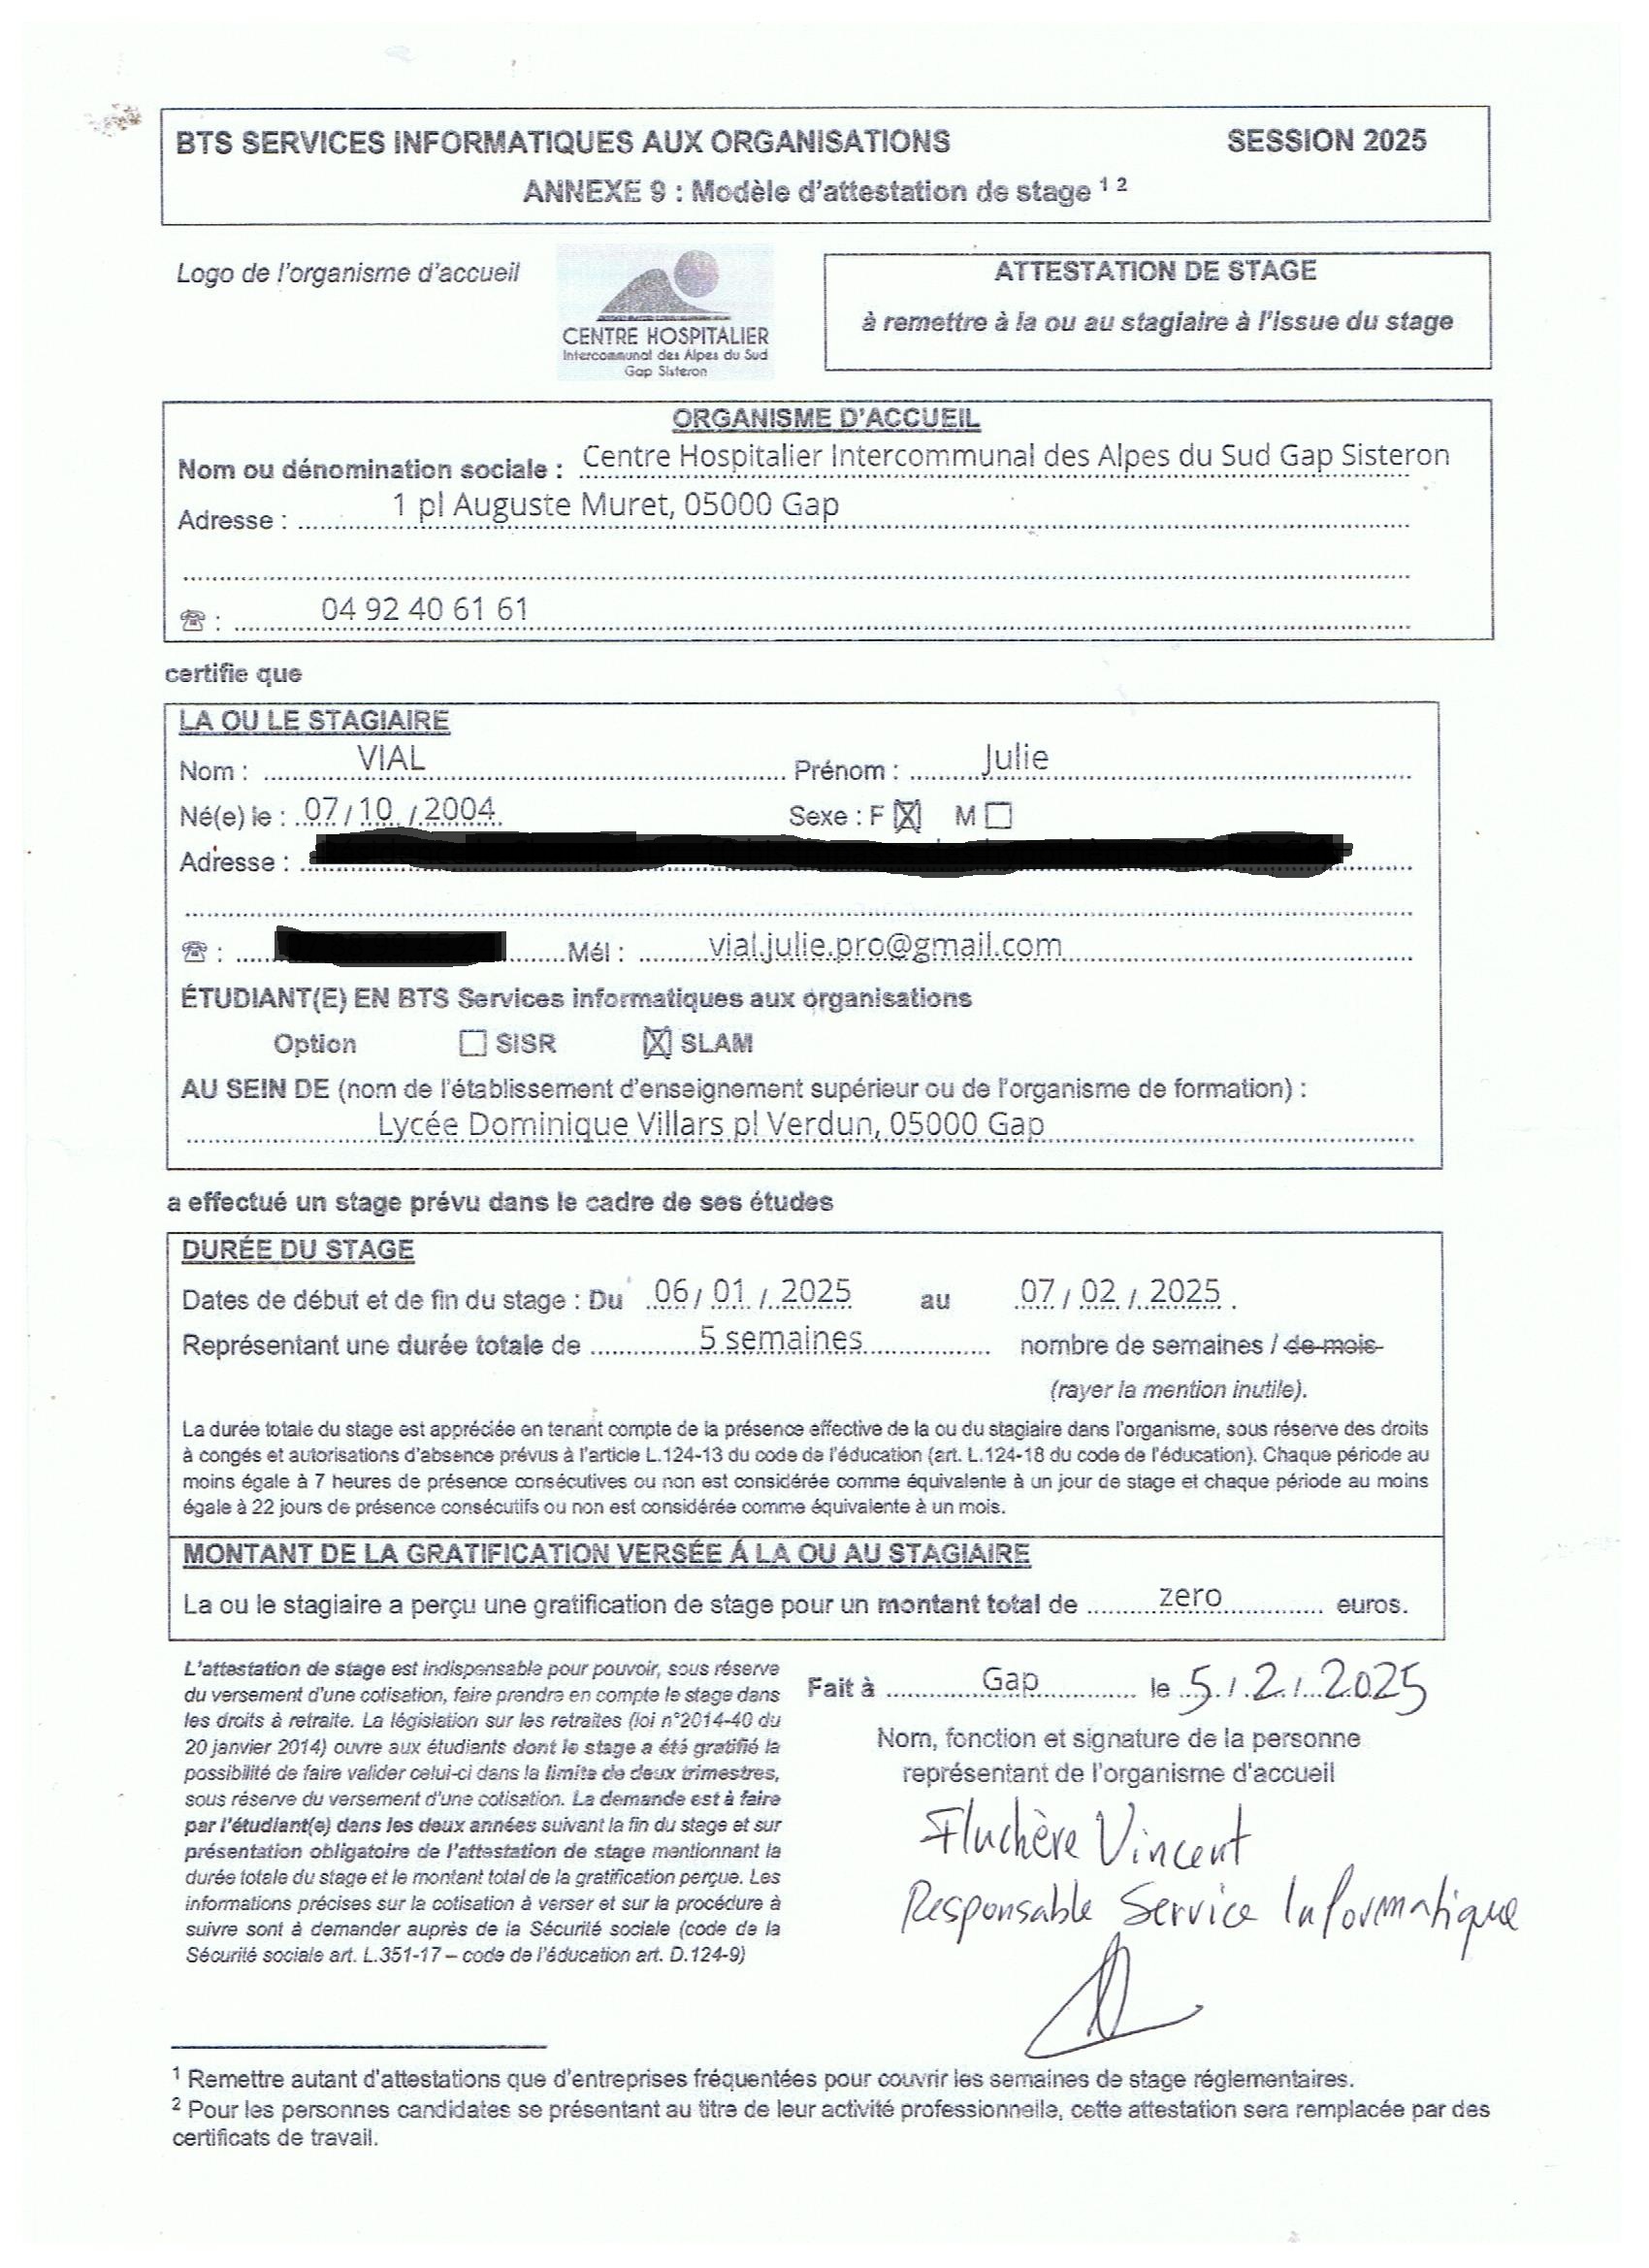 BTS SERVICES INFORMATIQUES AUX ORGANISATIONS SESSION 2025
ANNEXE 9 : Modèle d'attestation de stage 1 2
Logo de l'organisme d'accueil
CENTRE HOSPITALIER
Intercommunal des Alpes du Sud
Gap Sisteron
ATTESTATION DE STAGE
à remettre à la ou au stagiaire à l'issue du stage
ORGANISME D'ACCUEIL
Nom ou dénomination sociale : Centre Hospitalier Intercommunal des Alpes du Sud Gap Sisteron
Adresse : 1 pl Auguste Muret, 05000 Gap
☎ : 04 92 40 61 61
certifie que
LA OU LE STAGIAIRE
Nom : VIAL Prénom : Julie
Né(e) le : 07 / 10 / 2004 Sexe : F ☒ M ☐
Adresse :
☎ : Mél : vial.julie.pro@gmail.com
ÉTUDIANT(E) EN BTS Services informatiques aux organisations
Option ☐ SISR ☒ SLAM
AU SEIN DE (nom de l'établissement d'enseignement supérieur ou de l'organisme de formation) :
Lycée Dominique Villars pl Verdun, 05000 Gap
a effectué un stage prévu dans le cadre de ses études
DURÉE DU STAGE
Dates de début et de fin du stage : Du 06 / 01 / 2025 au 07 / 02 / 2025 .
Représentant une durée totale de 5 semaines nombre de semaines / de mois
(rayer la mention inutile).
La durée totale du stage est appréciée en tenant compte de la présence effective de la ou du stagiaire dans l'organisme, sous réserve des droits
à congés et autorisations d'absence prévus à l'article L.124-13 du code de l'éducation (art. L.124-18 du code de l'éducation). Chaque période au
moins égale à 7 heures de présence consécutives ou non est considérée comme équivalente à un jour de stage et chaque période au moins
égale à 22 jours de présence consécutifs ou non est considérée comme équivalente à un mois.
MONTANT DE LA GRATIFICATION VERSÉE Á LA OU AU STAGIAIRE
La ou le stagiaire a perçu une gratification de stage pour un montant total de zero euros.
L'attestation de stage est indispensable pour pouvoir, sous réserve
du versement d'une cotisation, faire prendre en compte le stage dans
les droits à retraite. La législation sur les retraites (loi n°2014-40 du
20 janvier 2014) ouvre aux étudiants dont le stage a été gratifié la
possibilité de faire valider celui-ci dans la limite de deux trimestres,
sous réserve du versement d'une cotisation. La demande est à faire
par l'étudiant(e) dans les deux années suivant la fin du stage et sur
présentation obligatoire de l'attestation de stage mentionnant la
durée totale du stage et le montant total de la gratification perçue. Les
informations précises sur la cotisation à verser et sur la procédure à
suivre sont à demander auprès de la Sécurité sociale (code de la
Sécurité sociale art. L.351-17 – code de l'éducation art. D.124-9)
Fait à Gap le 5 / 2 / 2025
Nom, fonction et signature de la personne
représentant de l'organisme d'accueil
Fluchère Vincent
Responsable Service Informatique
1 Remettre autant d'attestations que d'entreprises fréquentées pour couvrir les semaines de stage réglementaires.
2 Pour les personnes candidates se présentant au titre de leur activité professionnelle, cette attestation sera remplacée par des
certificats de travail.